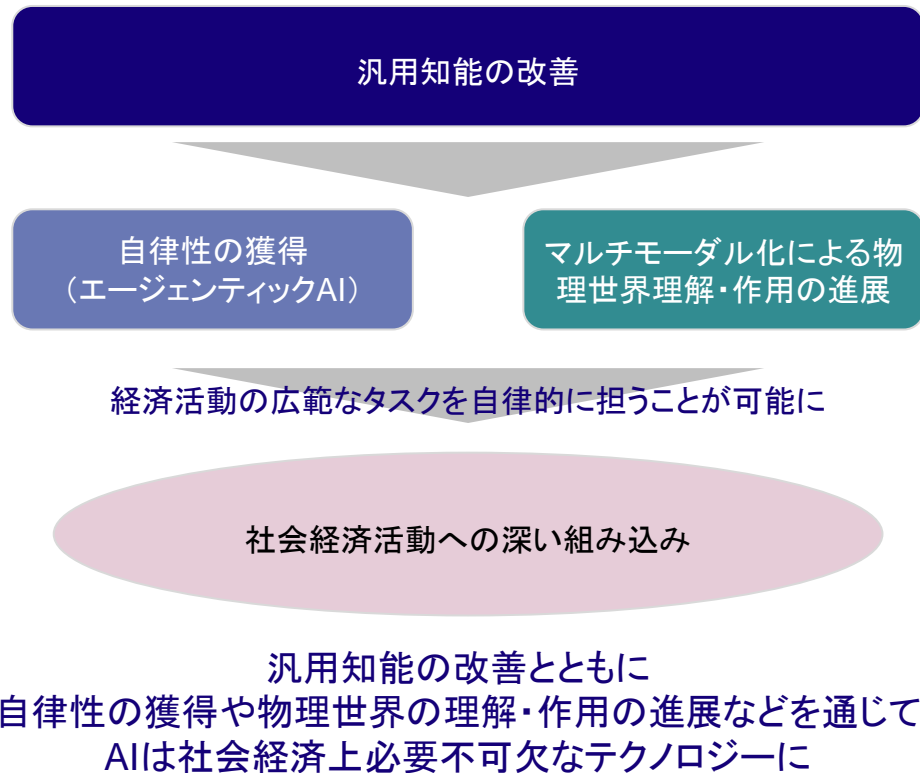 汎用知能の改善
自律性の獲得
（エージェンティックAI）
マルチモーダル化による物
理世界理解・作用の進展
経済活動の広範なタスクを自律的に担うことが可能に
社会経済活動への深い組み込み
汎用知能の改善とともに
自律性の獲得や物理世界の理解・作用の進展などを通じて
AIは社会経済上必要不可欠なテクノロジーに